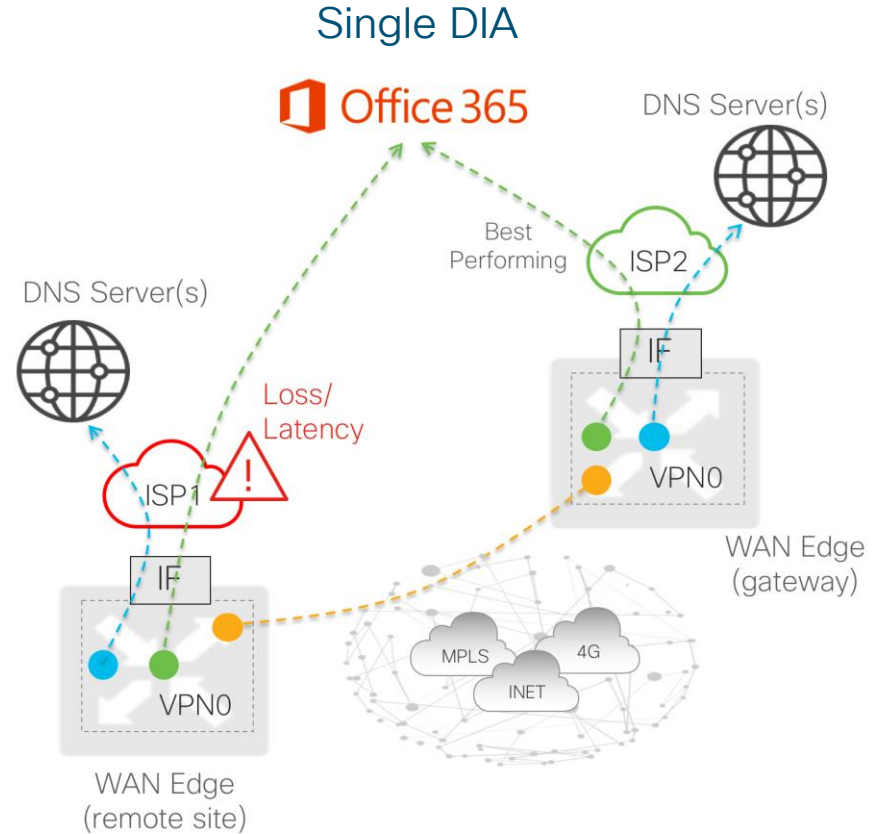 Single DIA
Office 365
DNS Server(s)
Best
Performing
ISP2
DNS Server(s)
IF
Loss/
Latency
VPN0
ISP1
WAN Edge
(gateway)
IF
MPLS
4G
INET
VPN0
WAN Edge
(remote site)